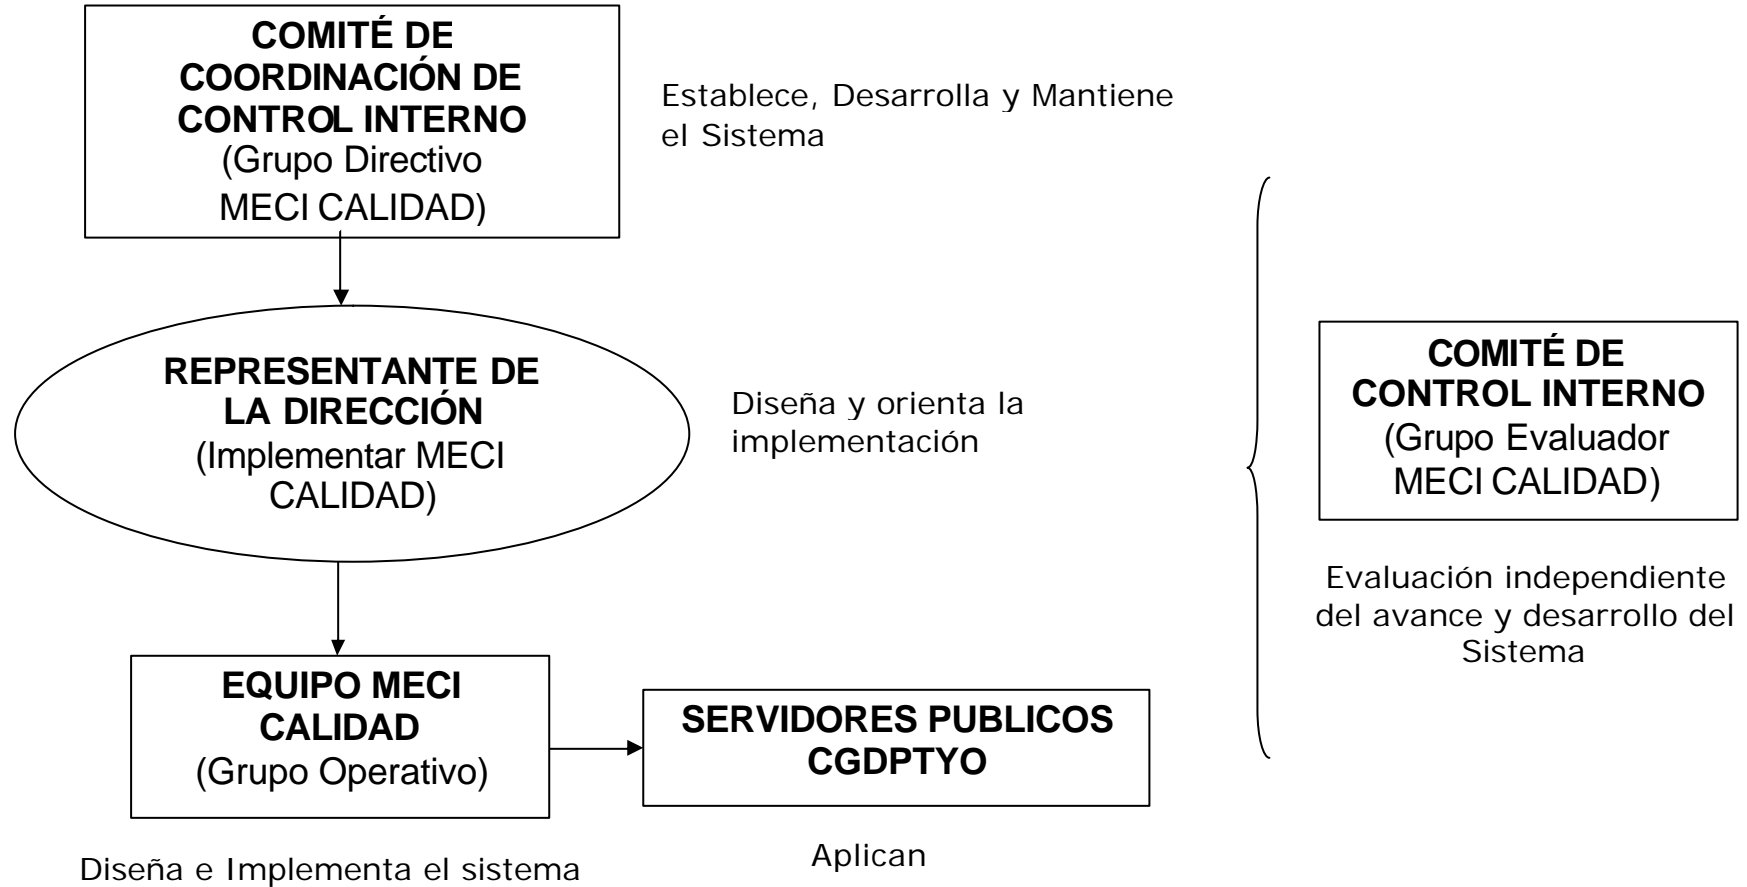 COMITÉ DE
COORDINACIÓN DE
CONTROL INTERNO
(Grupo Directivo
MECI CALIDAD)
Establece, Desarrolla y Mantiene
el Sistema
REPRESENTANTE DE
LA DIRECCIÓN
(Implementar MECI
CALIDAD)
Diseña y orienta la
implementación
EQUIPO MECI
CALIDAD
(Grupo Operativo)
Diseña e Implementa el sistema
SERVIDORES PUBLICOS
CGDPTYO
Aplican
COMITÉ DE
CONTROL INTERNO
(Grupo Evaluador
MECI CALIDAD)
Evaluación independiente
del avance y desarrollo del
Sistema